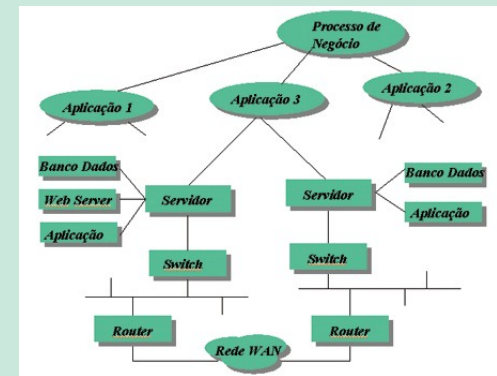 Processo de
Negócio
Aplicação 1
Aplicação 3
Aplicação 2
Banco Dados
Web Server
Aplicação
Servidor
Servidor
Banco Dados
Aplicação
Switch
Switch
Router
Router
Rede WAN